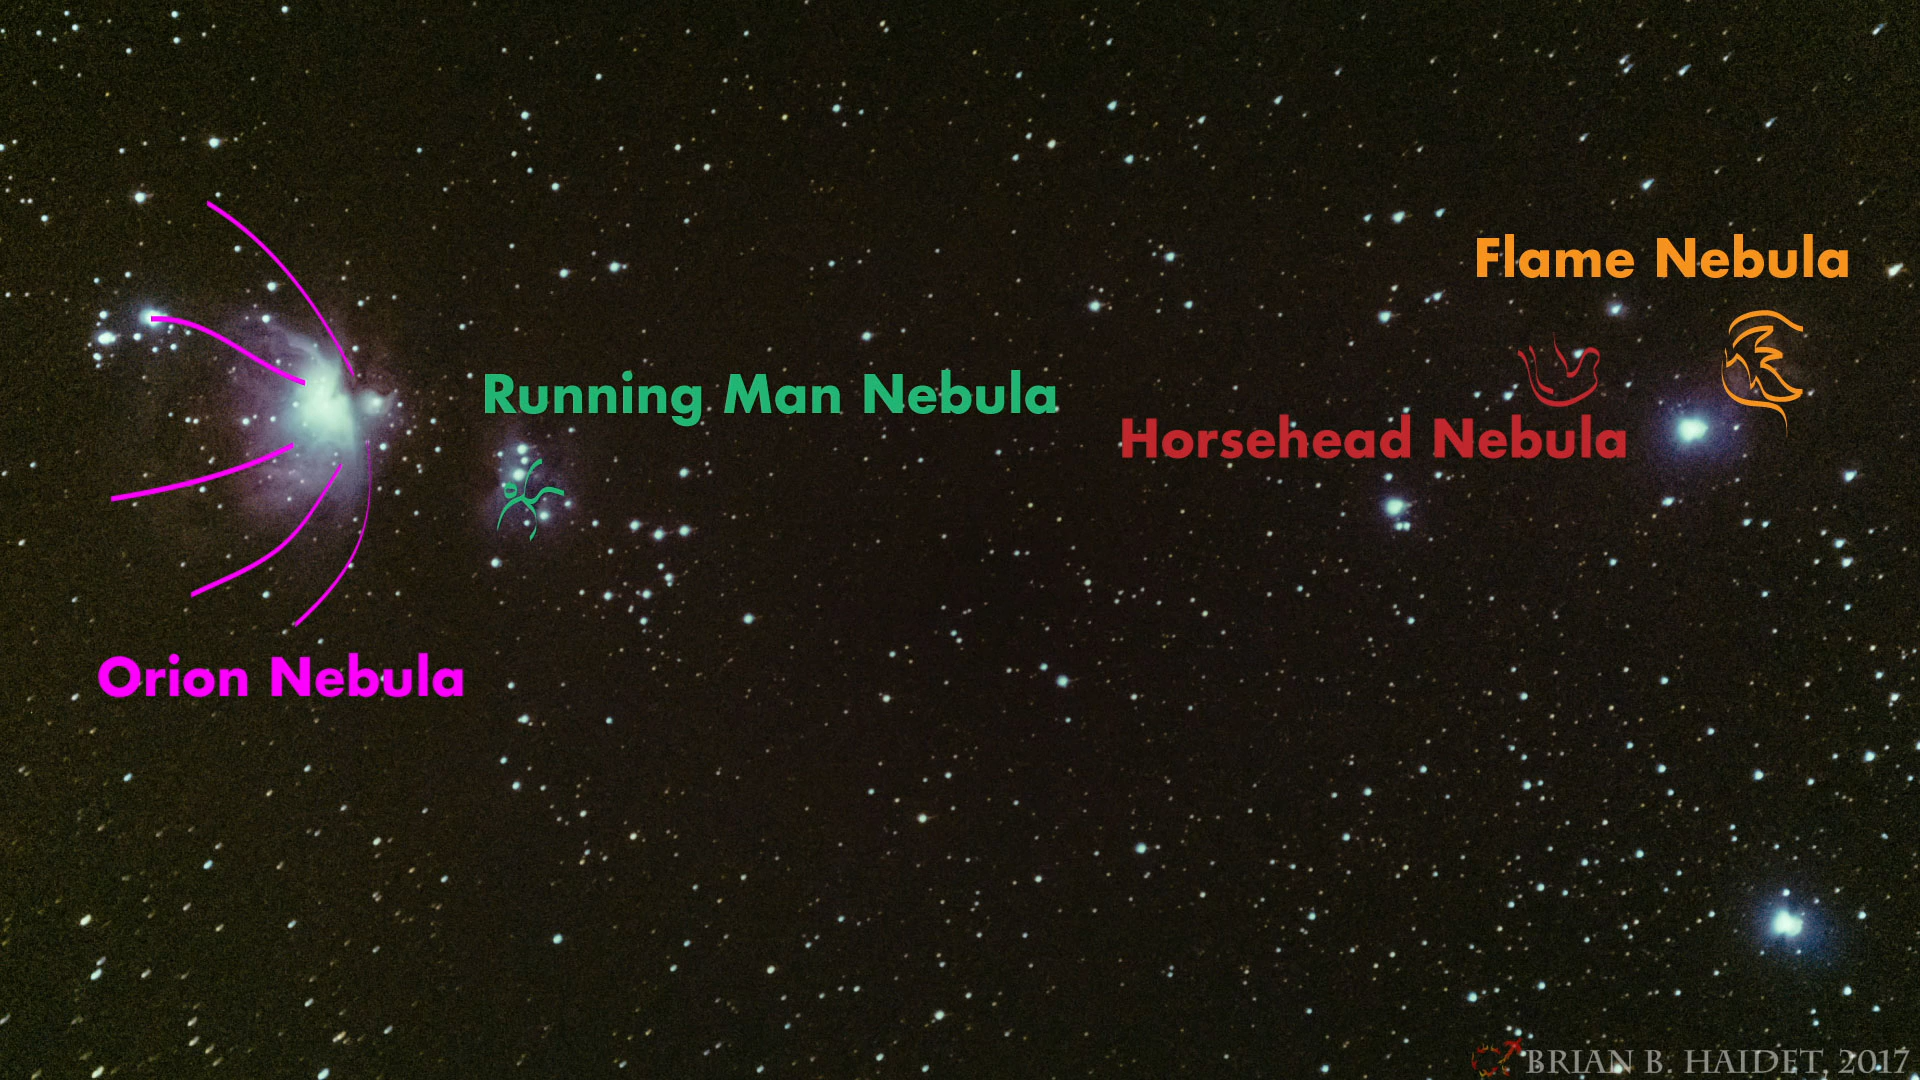 Flame Nebula
Running Man Nebula
Horsehead Nebula
Orion Nebula
BRIAN B. HAIDET, 2017